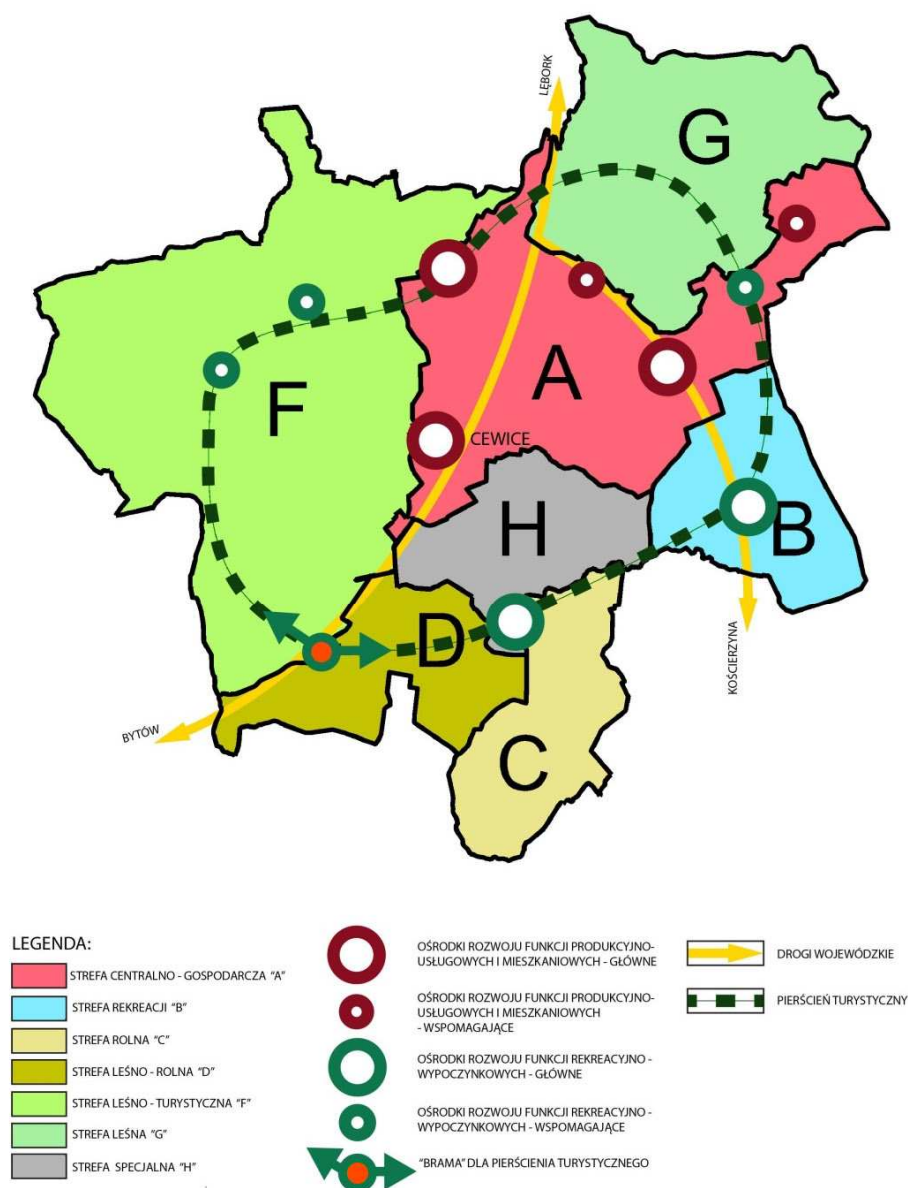 LĘBORK
G
A
F
CEWICE
H
B
D
KOŚCIERZYNA
BYTÓW
C
LEGENDA:
STREFA CENTRALNO - GOSPODARCZA "A"
STREFA REKREACJI "B"
STREFA ROLNA "C"
STREFA LEŚNO - ROLNA "D"
STREFA LEŚNO - TURYSTYCZNA "F"
STREFA LEŚNA "G"
STREFA SPECJALNA "H"
OŚRODKI ROZWOJU FUNKCJI PRODUKCYJNO-
USŁUGOWYCH I MIESZKANIOWYCH - GŁÓWNE
OŚRODKI ROZWOJU FUNKCJI PRODUKCYJNO-
USŁUGOWYCH I MIESZKANIOWYCH
- WSPOMAGAJĄCE
OŚRODKI ROZWOJU FUNKCJI REKREACYJNO -
WYPOCZYNKOWYCH - GŁÓWNE
OŚRODKI ROZWOJU FUNKCJI REKREACYJNO -
WYPOCZYNKOWYCH - WSPOMAGAJĄCE
"BRAMA" DLA PIERŚCIENIA TURYSTYCZNEGO
DROGI WOJEWÓDZKIE
PIERŚCIEŃ TURYSTYCZNY